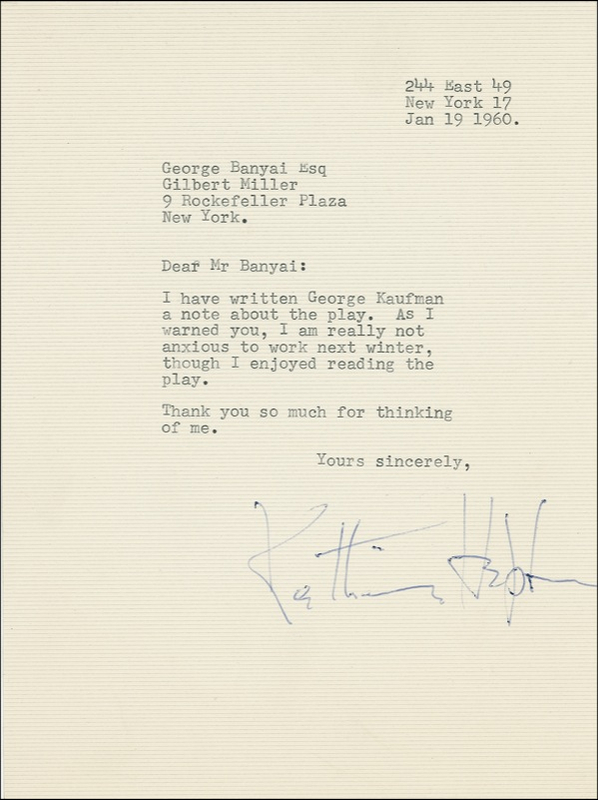 244 East 49
New York 17
Jan 19 1960.
George Banyai Esq
Gilbert Miller
9 Rockefeller Plaza
New York.
Dear Mr Banyai:
I have written George Kaufman
a note about the play.  As I
warned you, I am really not
anxious to work next winter,
though I enjoyed reading the
play.
Thank you so much for thinking
of me.
Yours sincerely,
Katharine Hepburn